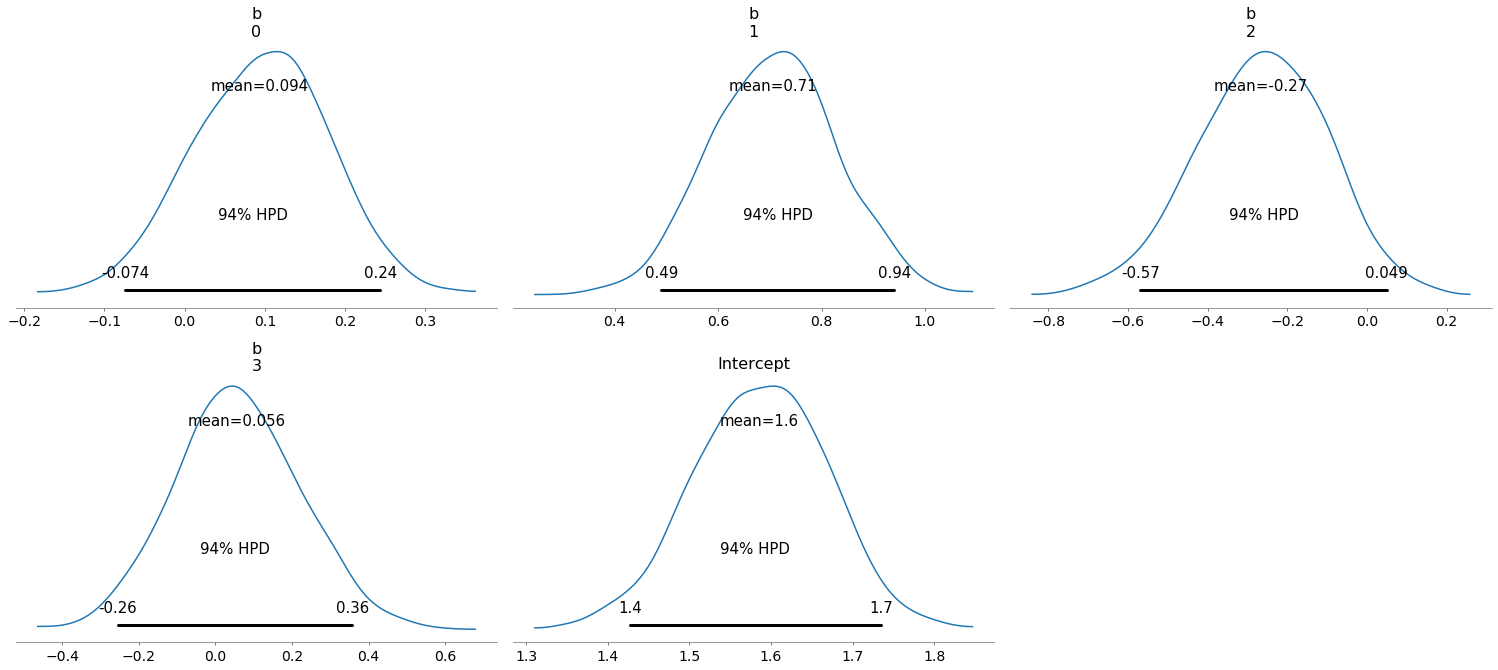 b
0
mean=0.094
94% HPD
-0.074 0.24
−0.2 −0.1 0.0 0.1 0.2 0.3
b
1
mean=0.71
94% HPD
0.49 0.94
0.4 0.6 0.8 1.0
b
2
mean=-0.27
94% HPD
-0.57 0.049
−0.8 −0.6 −0.4 −0.2 0.0 0.2
b
3
mean=0.056
94% HPD
-0.26 0.36
−0.4 −0.2 0.0 0.2 0.4 0.6
Intercept
mean=1.6
94% HPD
1.4 1.7
1.3 1.4 1.5 1.6 1.7 1.8